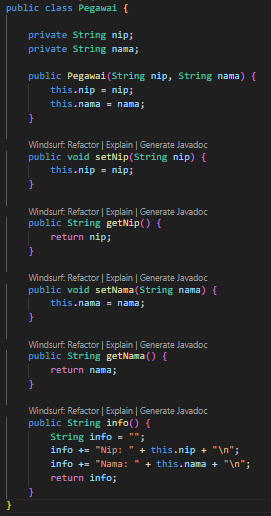 public class Pegawai {
private String nip;
private String nama;
public Pegawai(String nip, String nama) {
this.nip = nip;
this.nama = nama;
}
Windsurf: Refactor | Explain | Generate Javadoc
public void setNip(String nip) {
this.nip = nip;
}
Windsurf: Refactor | Explain | Generate Javadoc
public String getNip() {
return nip;
}
Windsurf: Refactor | Explain | Generate Javadoc
public void setNama(String nama) {
this.nama = nama;
}
Windsurf: Refactor | Explain | Generate Javadoc
public String getNama() {
return nama;
}
Windsurf: Refactor | Explain | Generate Javadoc
public String info() {
String info = "";
info += "Nip: " + this.nip + "\n";
info += "Nama: " + this.nama + "\n";
return info;
}
}